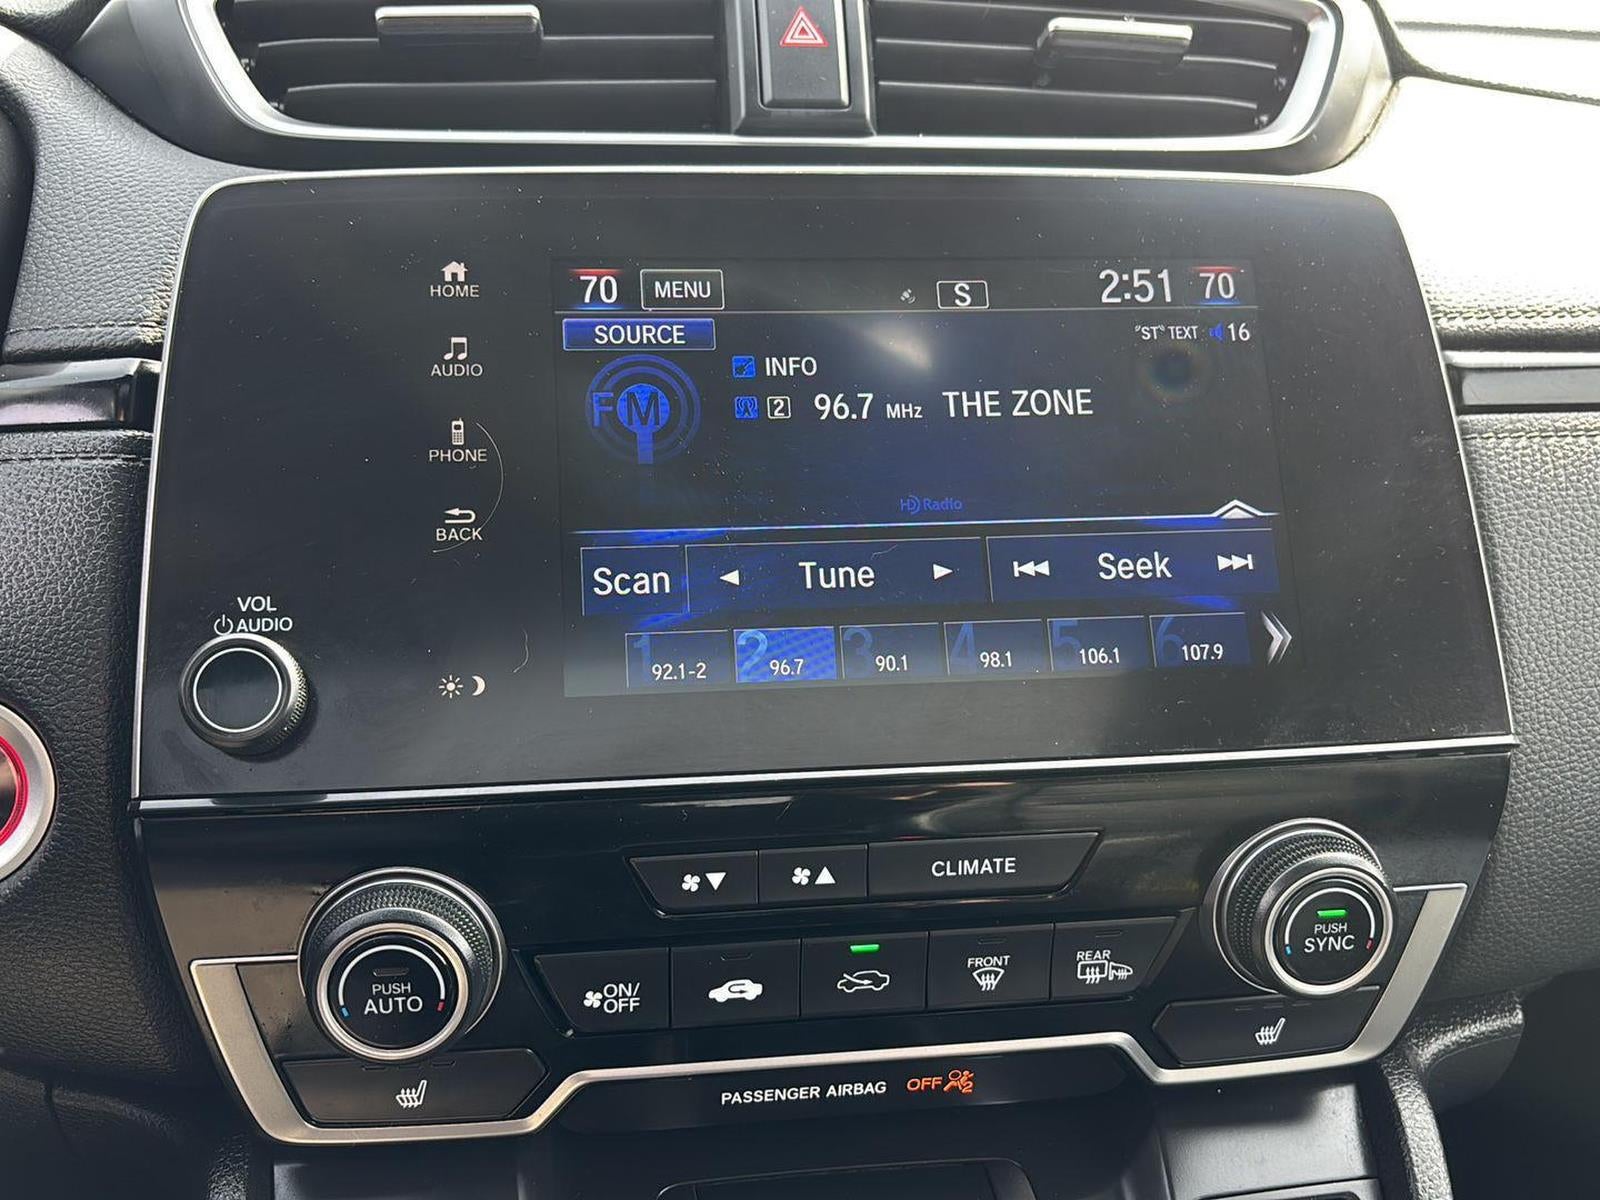 HOME
AUDIO
PHONE
BACK
VOL
AUDIO
70 MENU S 2:51 70
SOURCE "ST" TEXT 16
FM
INFO
2 96.7 MHz THE ZONE
HD Radio
Scan Tune Seek
1 92.1-2
2 96.7
3 90.1
4 98.1
5 106.1
6 107.9
CLIMATE
PUSH
AUTO
ON/
OFF
FRONT
REAR
PUSH
SYNC
PASSENGER AIRBAG OFF 2